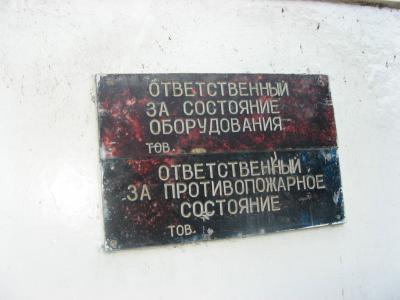 ОТВЕТСТВЕННЫЙ
ЗА СОСТОЯНИЕ
ОБОРУДОВАНИЯ
ТОВ.
ОТВЕТСТВЕННЫЙ
ЗА ПРОТИВОПОЖАРНОЕ
СОСТОЯНИЕ
ТОВ.